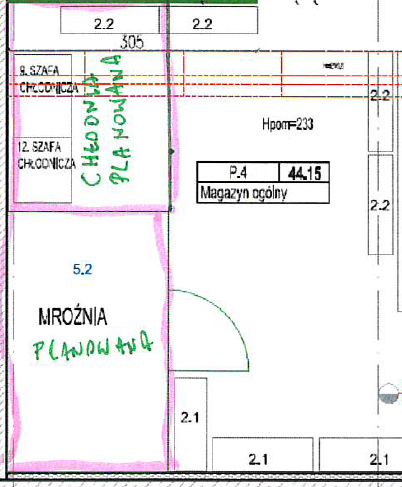 2.2
2.2
305
9. SZAFA
CHŁODNICZA
CHŁODNIA
PLANOWANA
2.2
Hpom=233
12. SZAFA
CHŁODNICZA
P.4
44.15
Magazyn ogólny
2.2
5.2
MROŹNIA
PLANOWANA
2.1
2.1
2.1